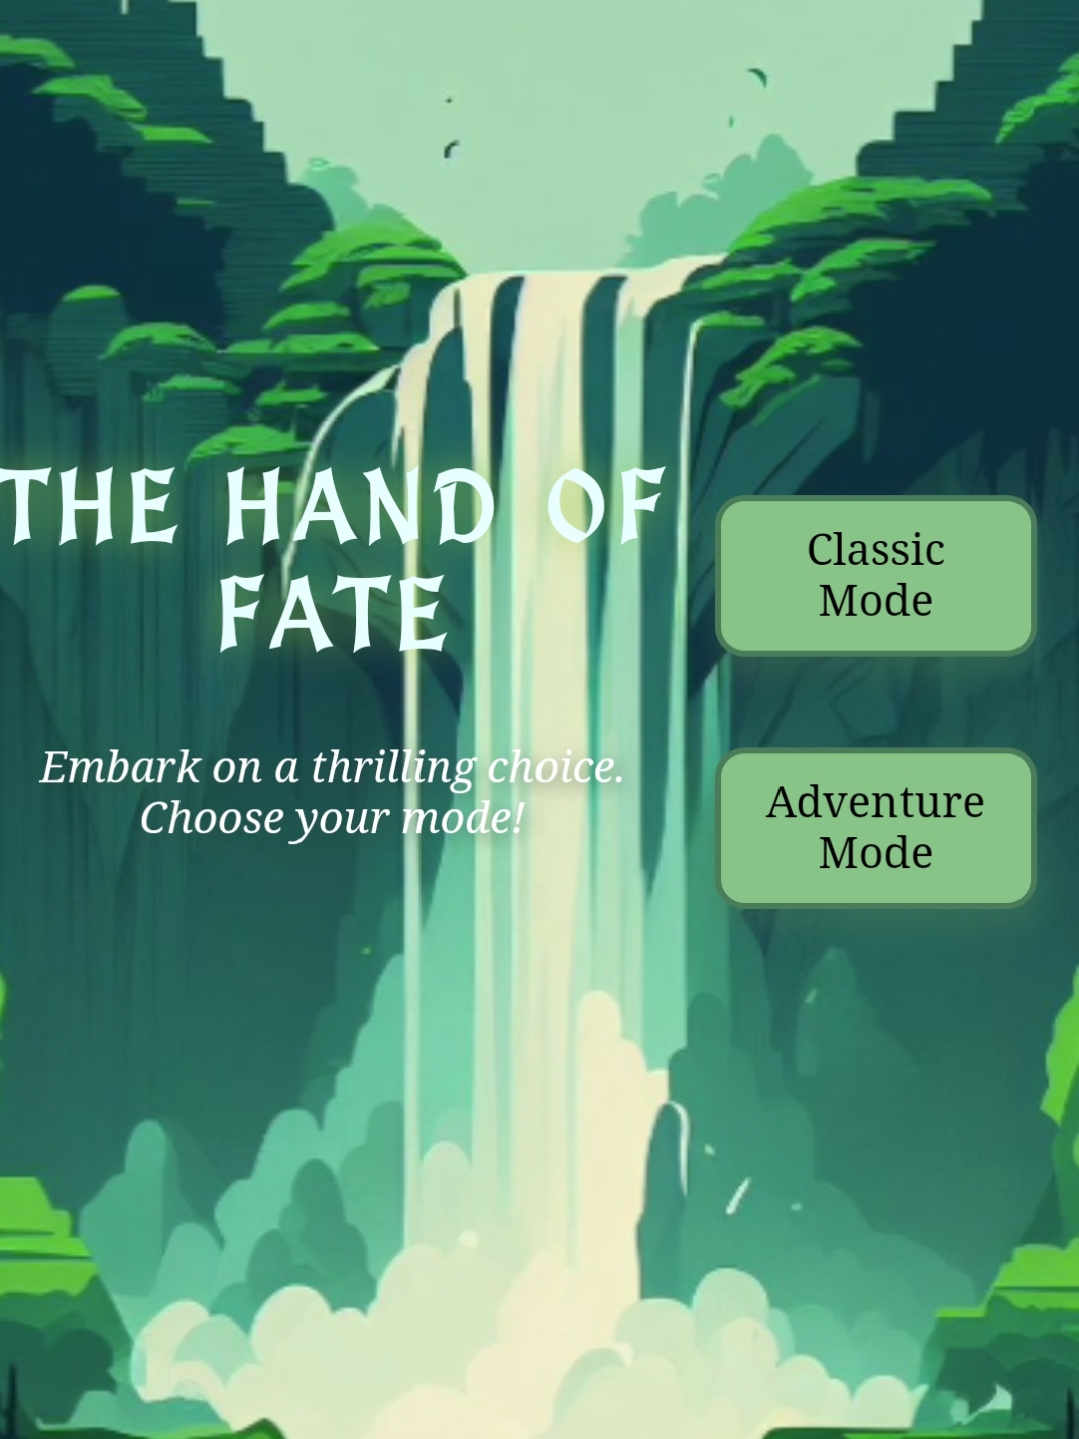 THE HAND OF
FATE
Embark on a thrilling choice.
Choose your mode!
Classic
Mode
Adventure
Mode